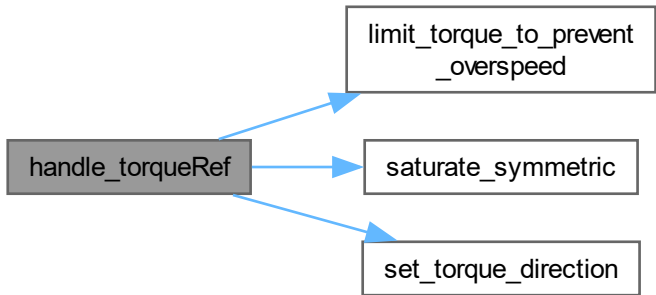 limit_torque_to_prevent
_overspeed
handle_torqueRef
saturate_symmetric
set_torque_direction